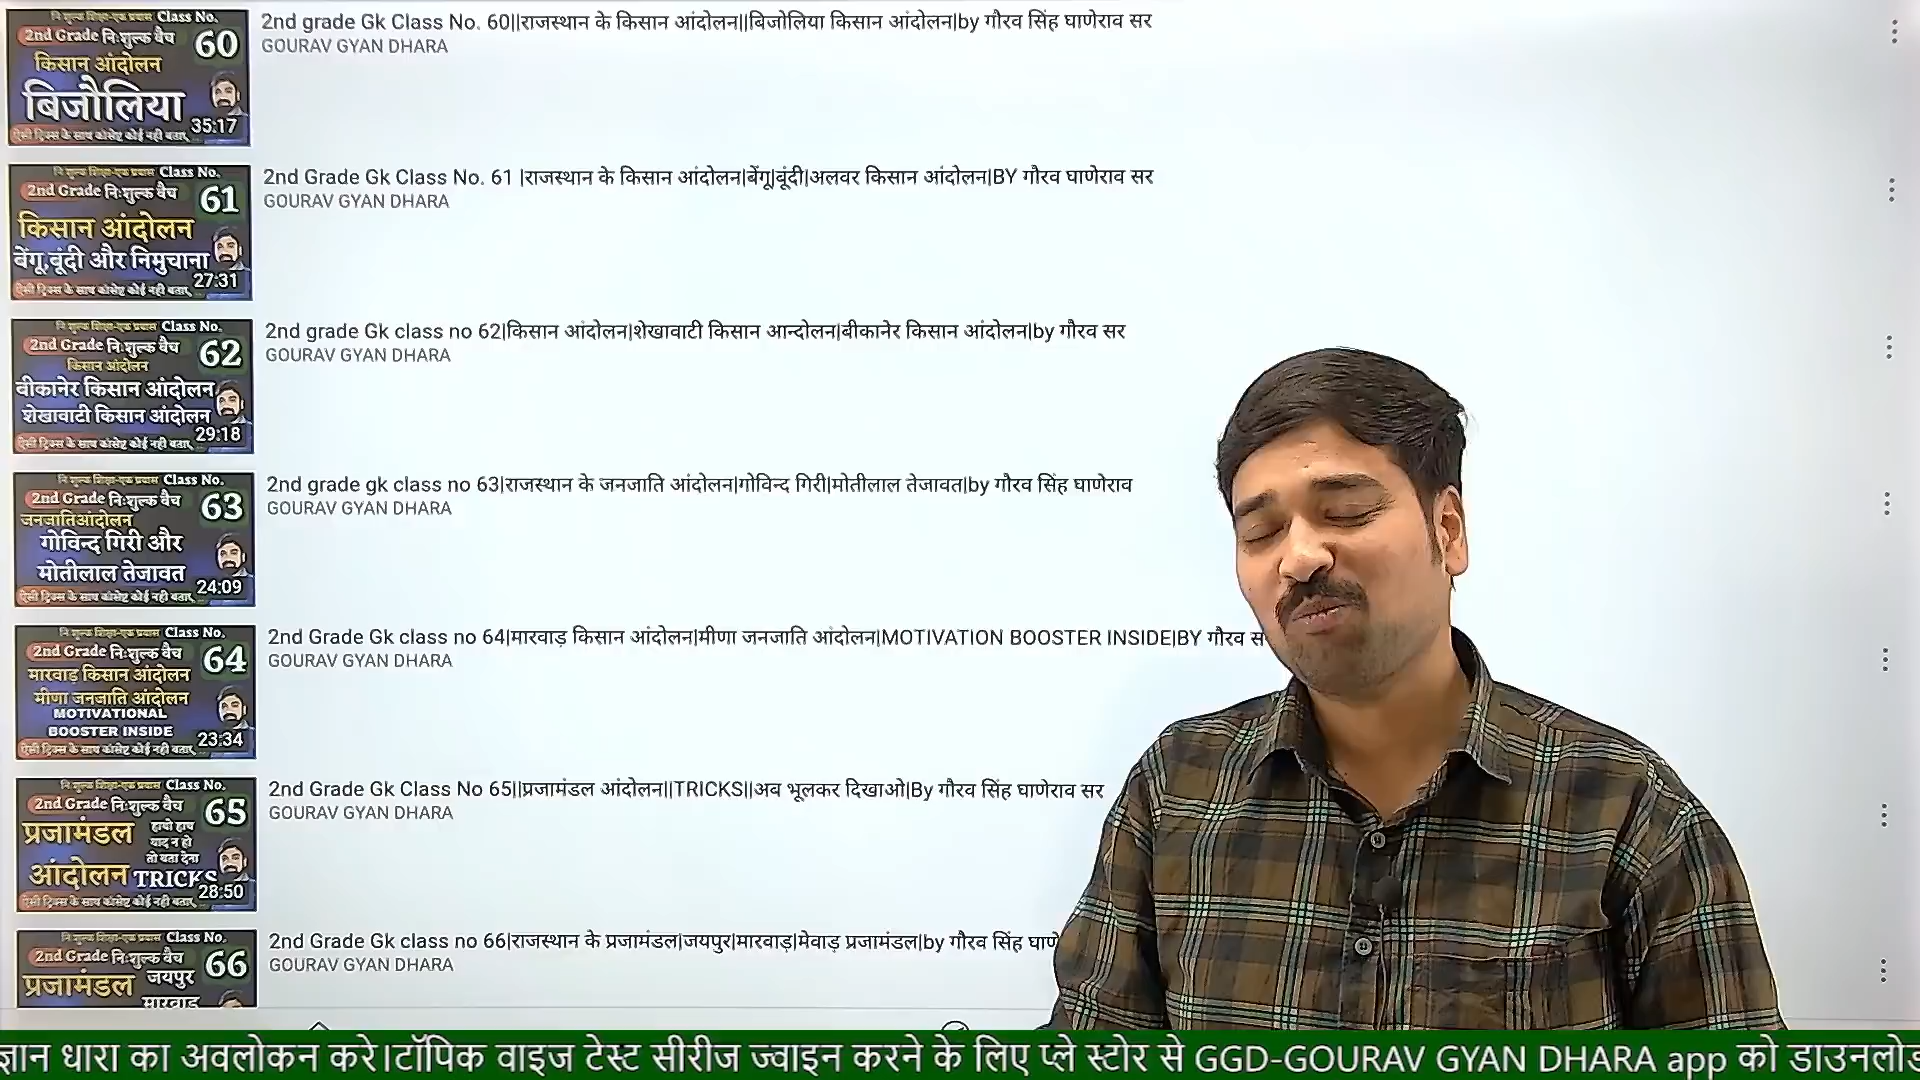 Class No.
2nd Grade निःशुल्क बैच
60
किसान आंदोलन
बिजौलिया
35:17
2nd grade Gk Class No. 60||राजस्थान के किसान आंदोलन||बिजोलिया किसान आंदोलन|by गौरव सिंह घाणेराव सर
GOURAV GYAN DHARA
Class No.
2nd Grade निःशुल्क बैच
61
किसान आंदोलन
बेंगू,बूंदी और निमुचाना
27:31
2nd Grade Gk Class No. 61 |राजस्थान के किसान आंदोलन|बेंगू|बूंदी|अलवर किसान आंदोलन|BY गौरव घाणेराव सर
GOURAV GYAN DHARA
Class No.
2nd Grade निःशुल्क बैच
62
किसान आंदोलन
बीकानेर किसान आंदोलन
शेखावाटी किसान आंदोलन
29:18
2nd grade Gk class no 62|किसान आंदोलन|शेखावाटी किसान आन्दोलन|बीकानेर किसान आंदोलन|by गौरव सर
GOURAV GYAN DHARA
Class No.
2nd Grade निःशुल्क बैच
63
जनजातिआंदोलन
गोविन्द गिरी और
मोतीलाल तेजावत
24:09
2nd grade gk class no 63|राजस्थान के जनजाति आंदोलन|गोविन्द गिरी|मोतीलाल तेजावत|by गौरव सिंह घाणेराव
GOURAV GYAN DHARA
Class No.
2nd Grade निःशुल्क बैच
64
मारवाड़ किसान आंदोलन
मीणा जनजाति आंदोलन
MOTIVATIONAL
BOOSTER INSIDE
23:34
2nd Grade Gk class no 64|मारवाड़ किसान आंदोलन|मीणा जनजाति आंदोलन|MOTIVATION BOOSTER INSIDE|BY गौरव स
GOURAV GYAN DHARA
Class No.
2nd Grade निःशुल्क बैच
65
प्रजामंडल
हाथो हाथ
याद न हो
तो बता देना
आंदोलन TRICKS
28:50
2nd Grade Gk Class No 65||प्रजामंडल आंदोलन||TRICKS||अब भूलकर दिखाओ|By गौरव सिंह घाणेराव सर
GOURAV GYAN DHARA
Class No.
2nd Grade निःशुल्क बैच
66
प्रजामंडल जयपुर
मारवाड़
2nd Grade Gk class no 66|राजस्थान के प्रजामंडल|जयपुर|मारवाड़|मेवाड़ प्रजामंडल|by गौरव सिंह घाणे
GOURAV GYAN DHARA
ज्ञान धारा का अवलोकन करे।टॉपिक वाइज टेस्ट सीरीज ज्वाइन करने के लिए प्ले स्टोर से GGD-GOURAV GYAN DHARA app को डाउनलोड